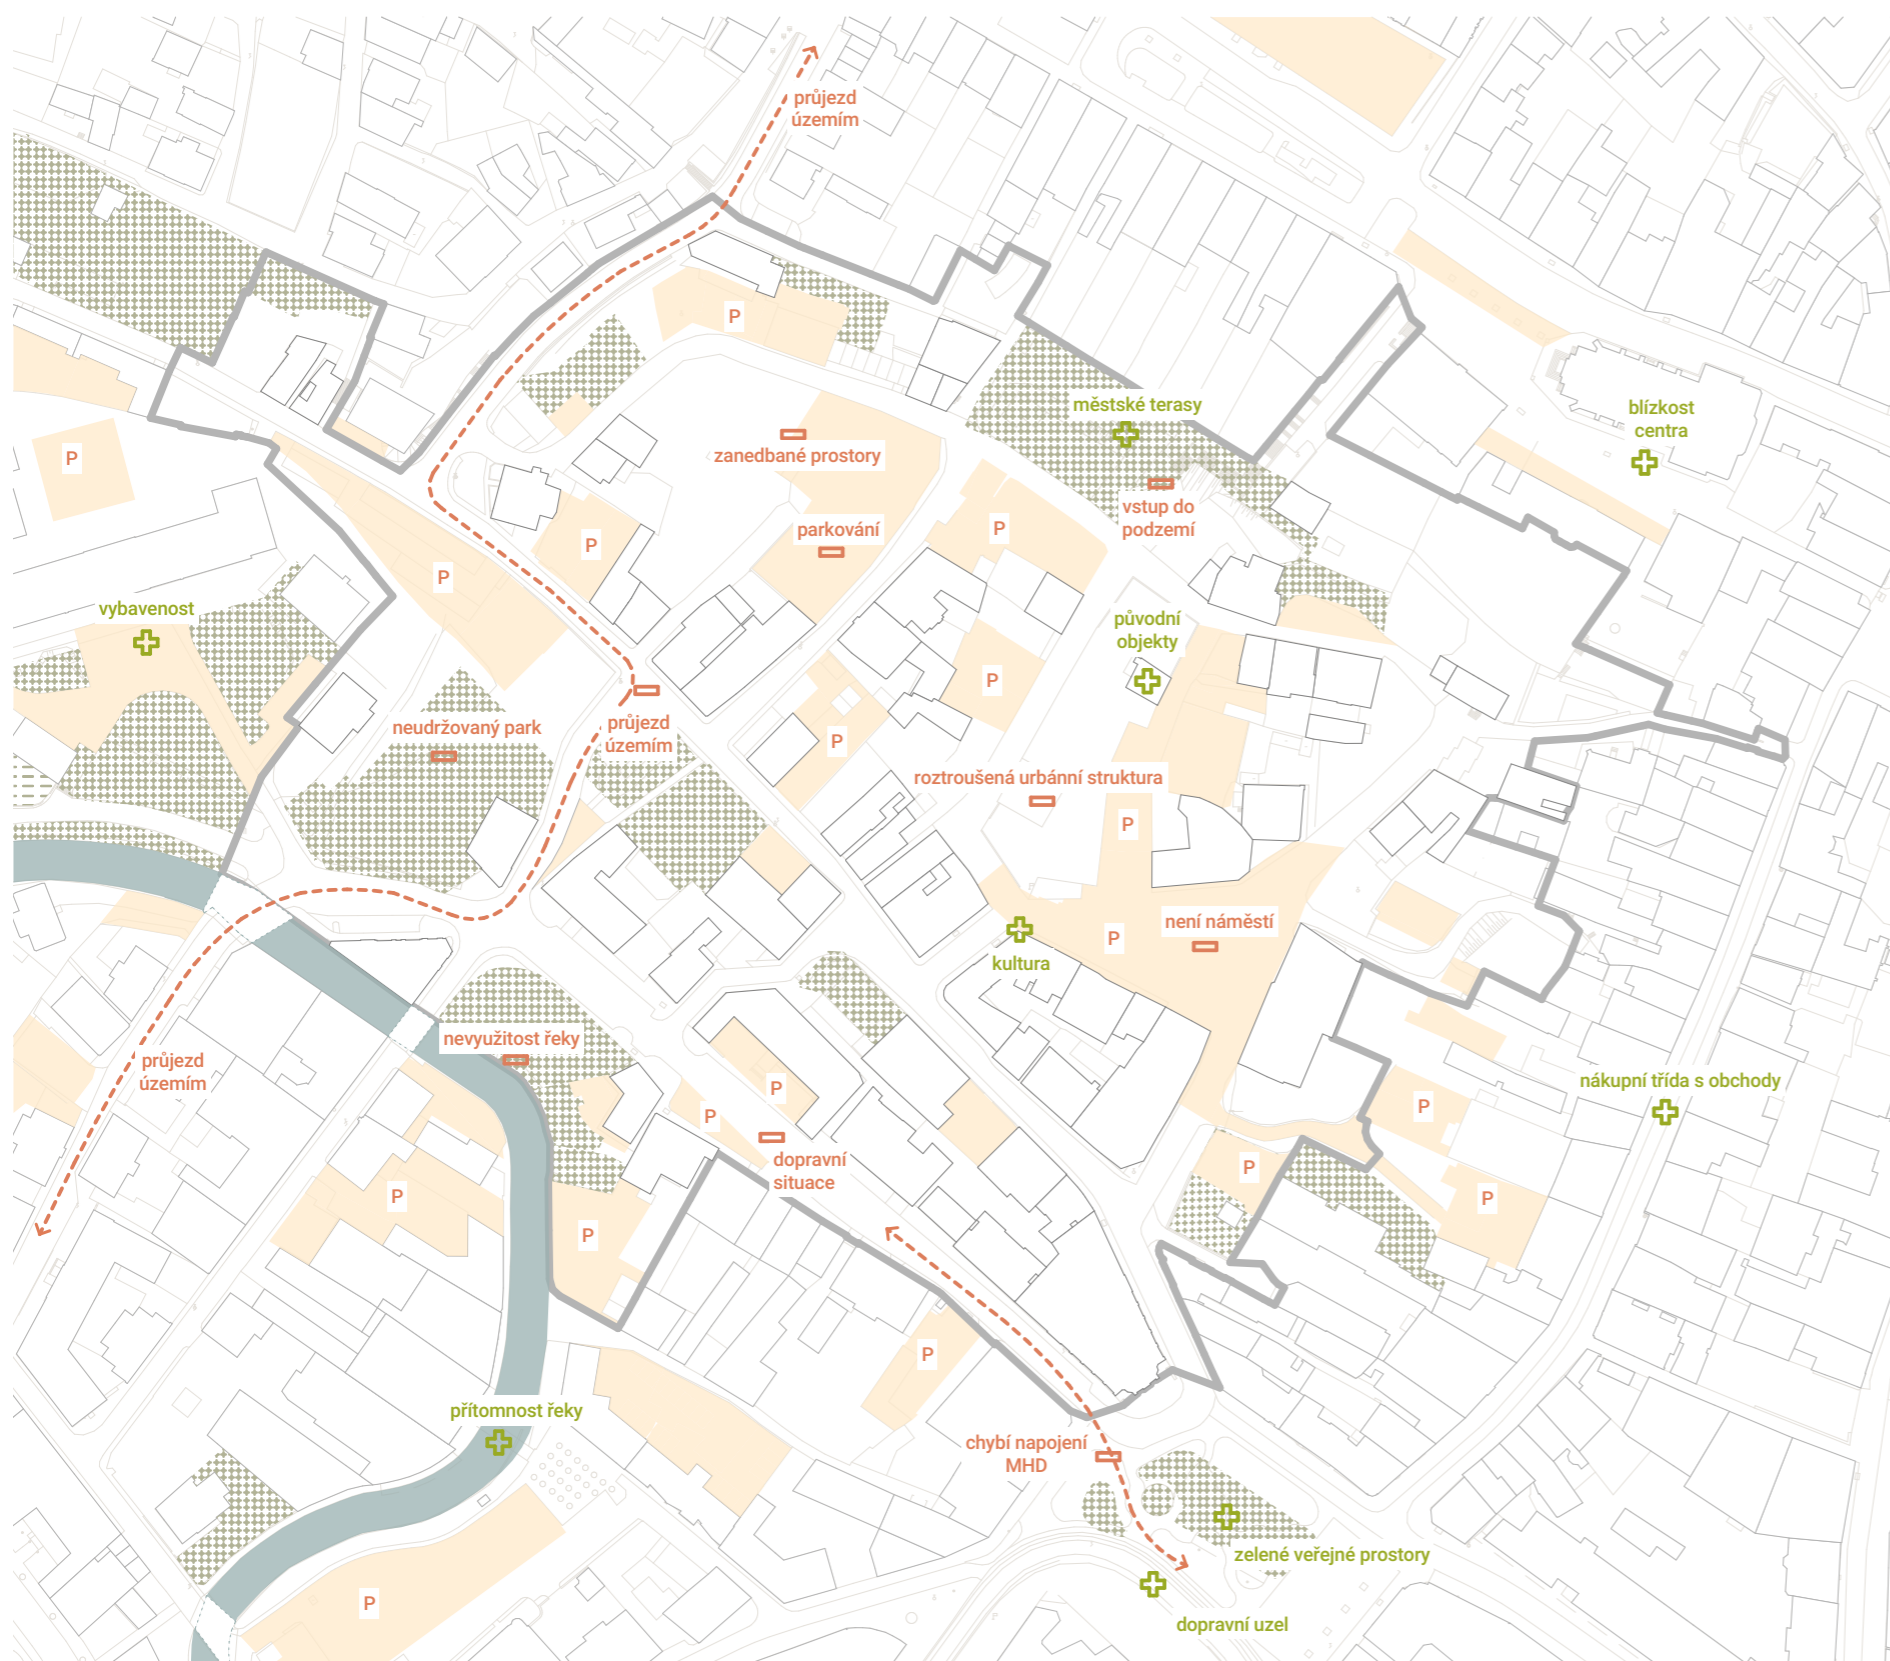 průjezd
územím
P
městské terasy
blízkost
centra
zanedbané prostory
P
vstup do
podzemí
parkování
P
P
P
vybavenost
původní
objekty
P
neudržovaný park
průjezd
územím
P
roztroušená urbánní struktura
P
není náměstí
P
kultura
nevyužitost řeky
průjezd
územím
P
P
nákupní třída s obchody
P
dopravní
situace
P
P
P
P
P
přítomnost řeky
chybí napojení
MHD
zelené veřejné prostory
P
dopravní uzel